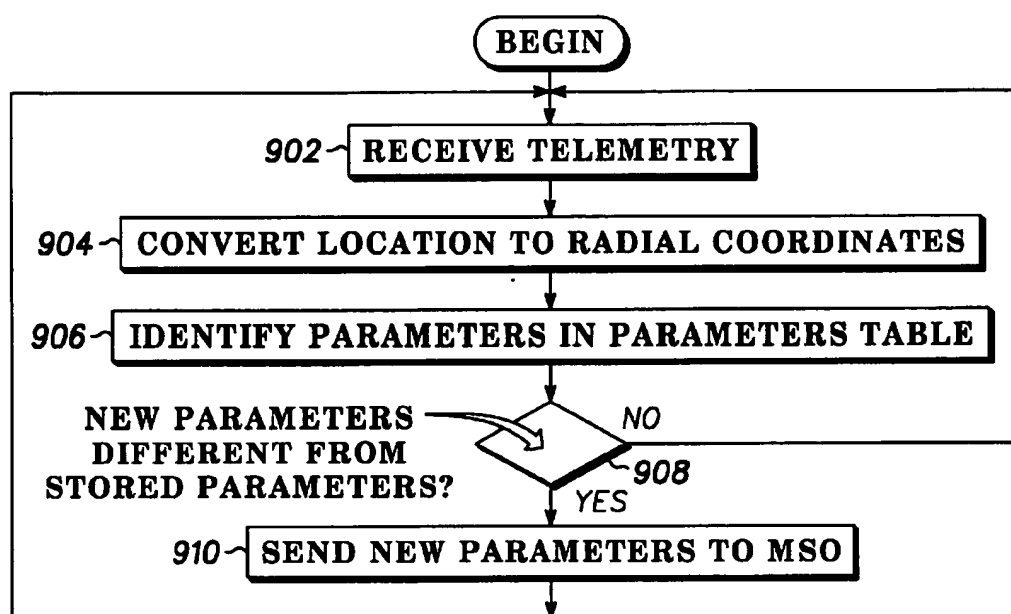 BEGIN
902 RECEIVE TELEMETRY
904 CONVERT LOCATION TO RADIAL COORDINATES
906 IDENTIFY PARAMETERS IN PARAMETERS TABLE
NEW PARAMETERS
DIFFERENT FROM
STORED PARAMETERS?
NO
908
YES
910 SEND NEW PARAMETERS TO MSO